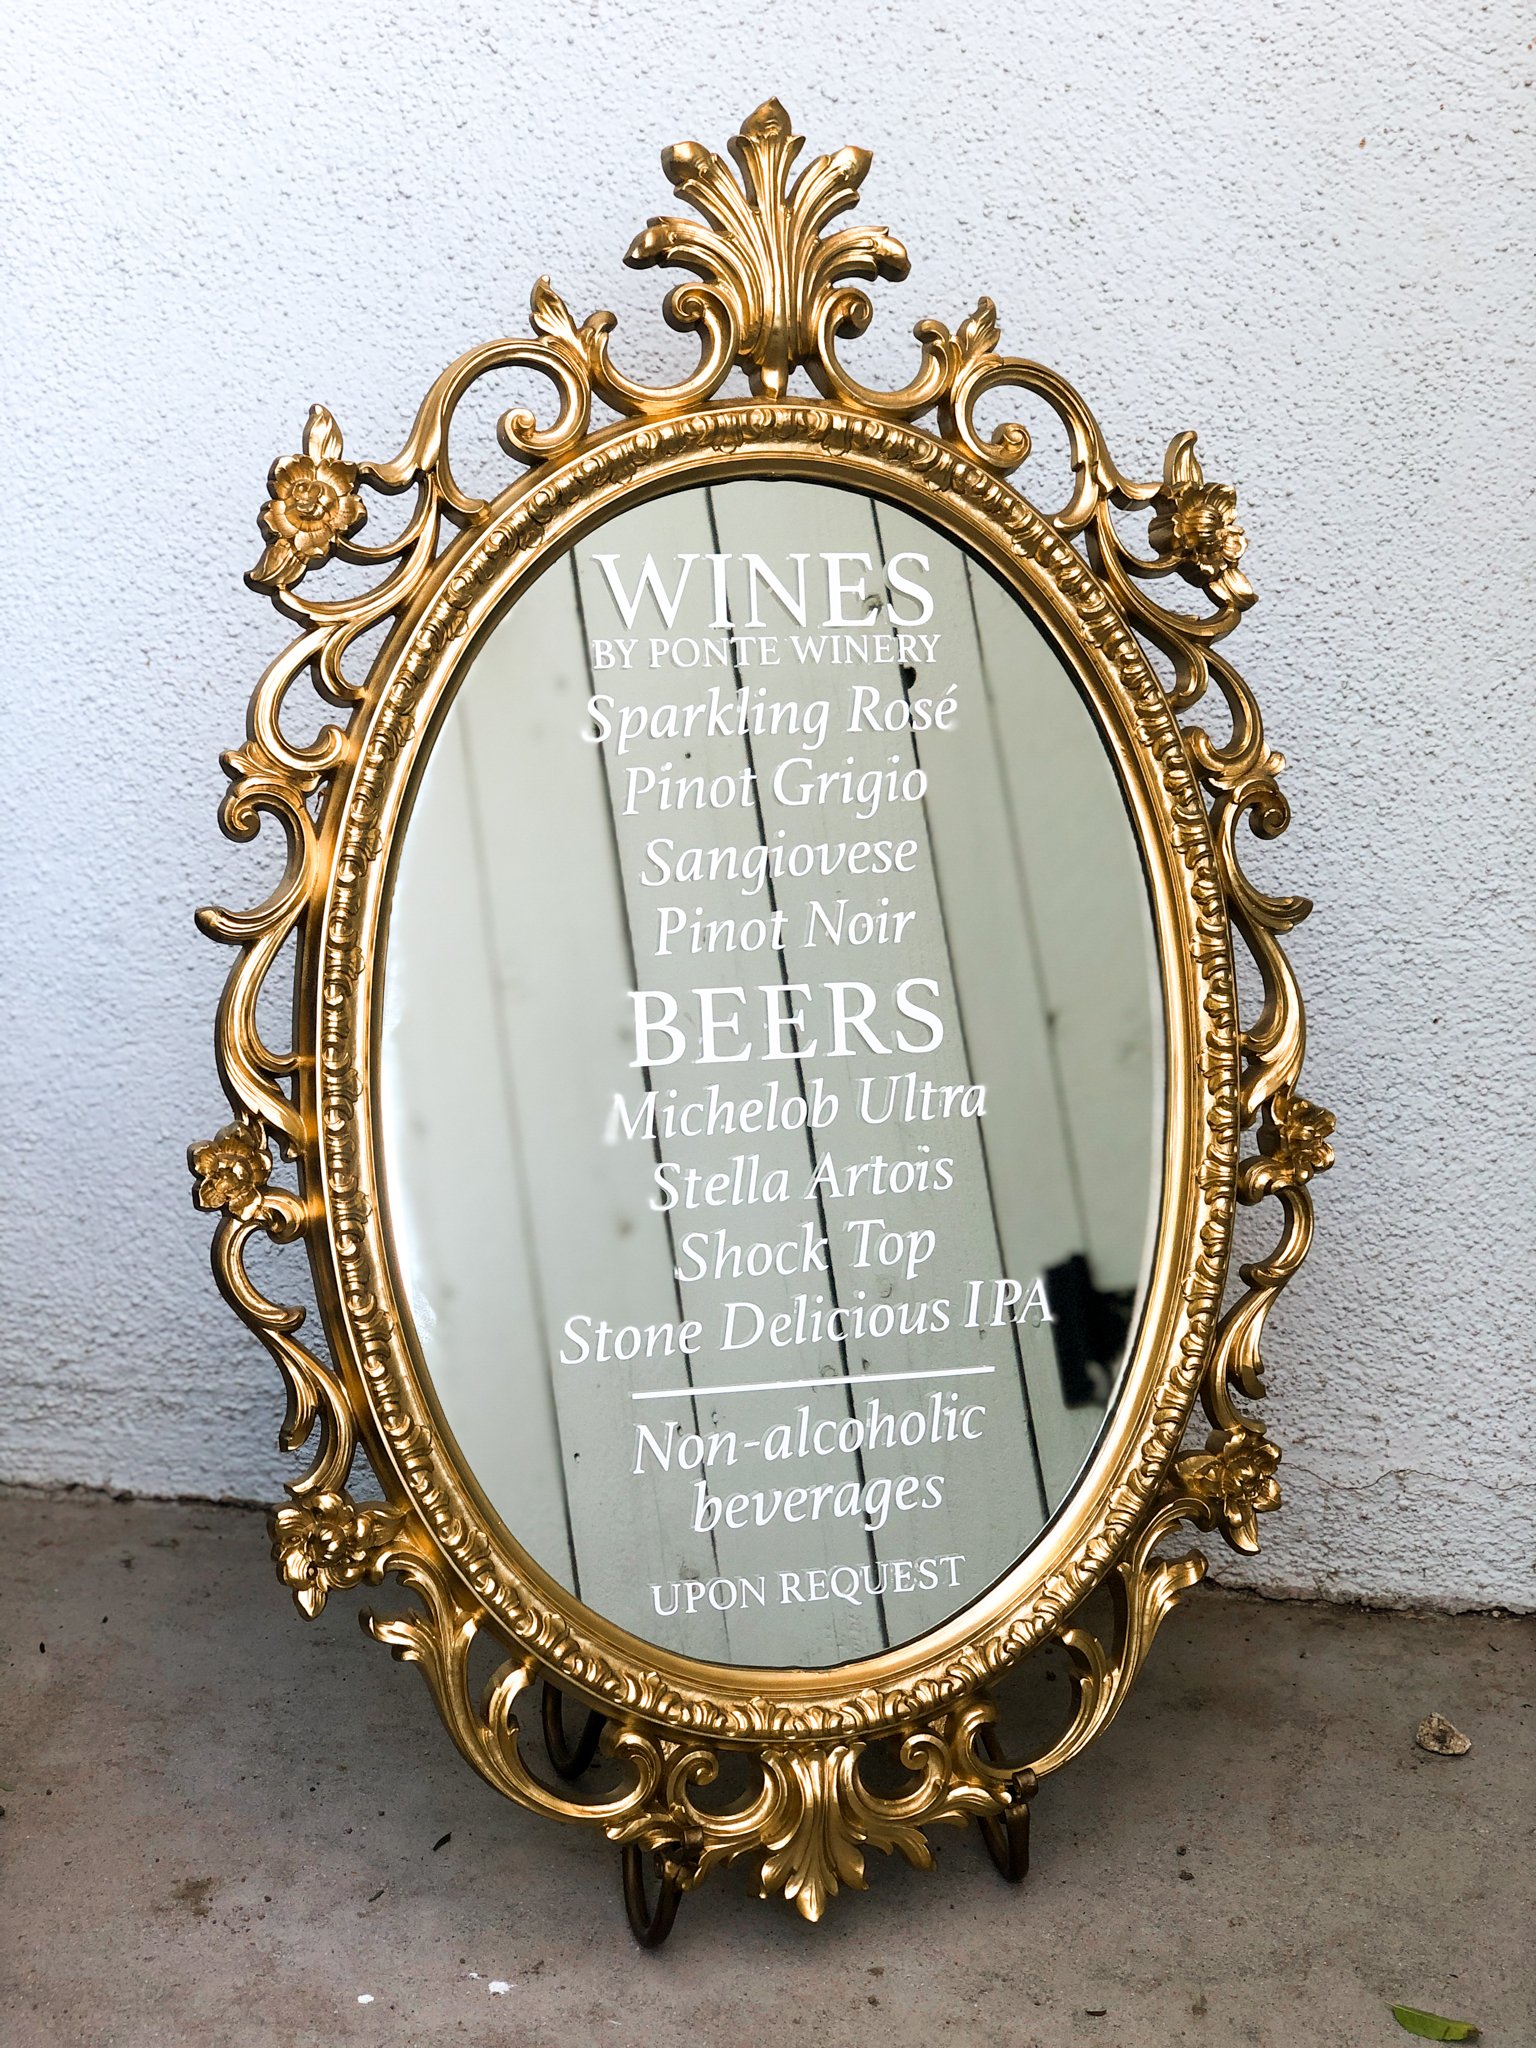 WINES
BY PONTE WINERY
Sparkling Rosé
Pinot Grigio
Sangiovese
Pinot Noir
BEERS
Michelob Ultra
Stella Artois
Shock Top
Stone Delicious IPA
Non-alcoholic
beverages
UPON REQUEST